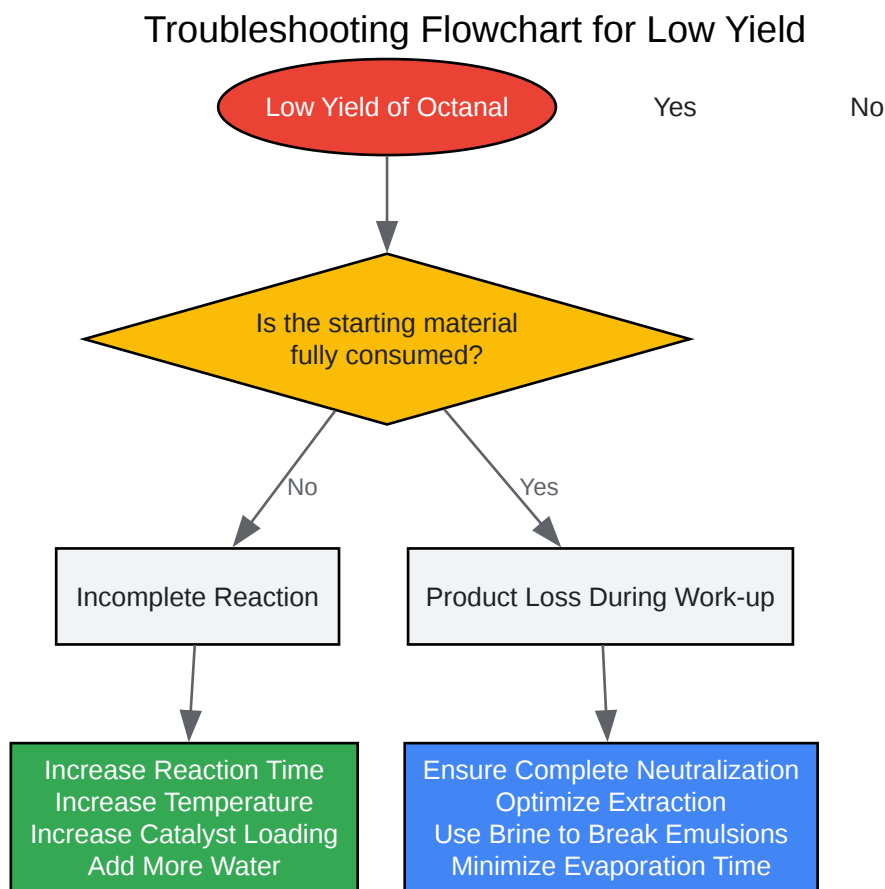 Troubleshooting Flowchart for Low Yield
Low Yield of Octanal
Yes
No
Is the starting material
fully consumed?
No
Yes
Incomplete Reaction
Product Loss During Work-up
Increase Reaction Time
Increase Temperature
Increase Catalyst Loading
Add More Water
Ensure Complete Neutralization
Optimize Extraction
Use Brine to Break Emulsions
Minimize Evaporation Time